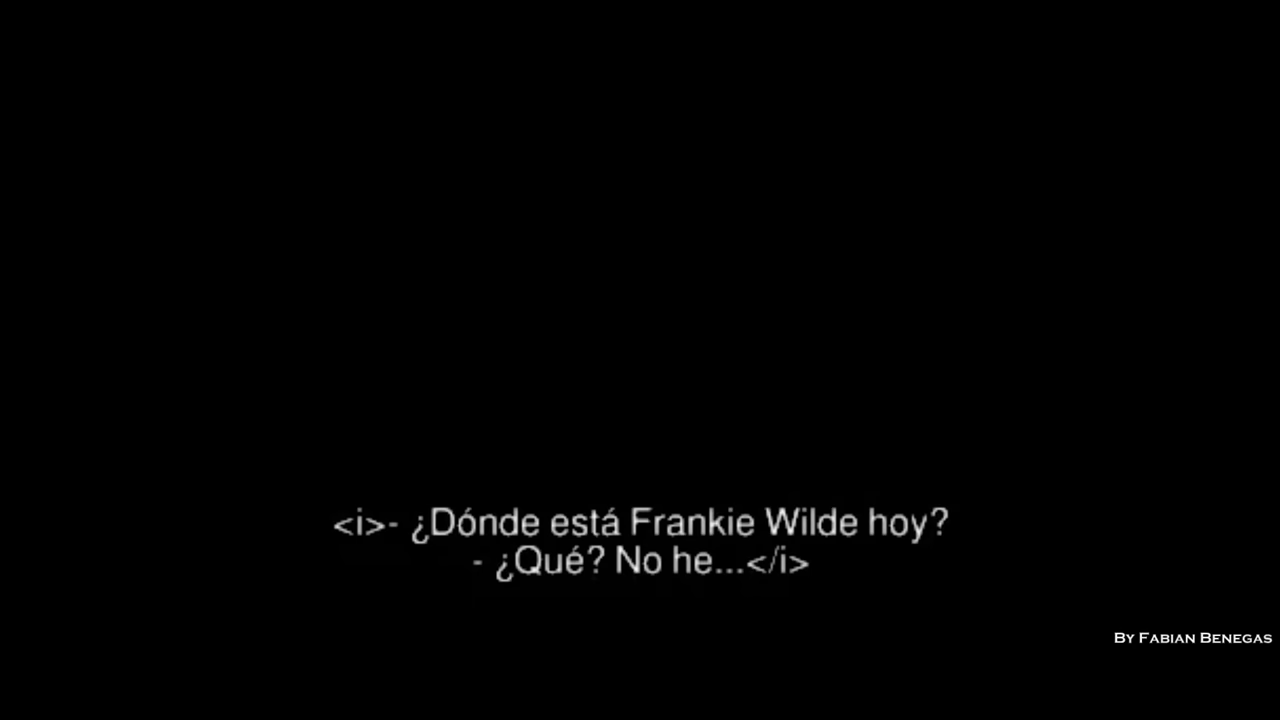 <i>- ¿Dónde está Frankie Wilde hoy?
- ¿Qué? No he...</i>
By Fabian Benegas